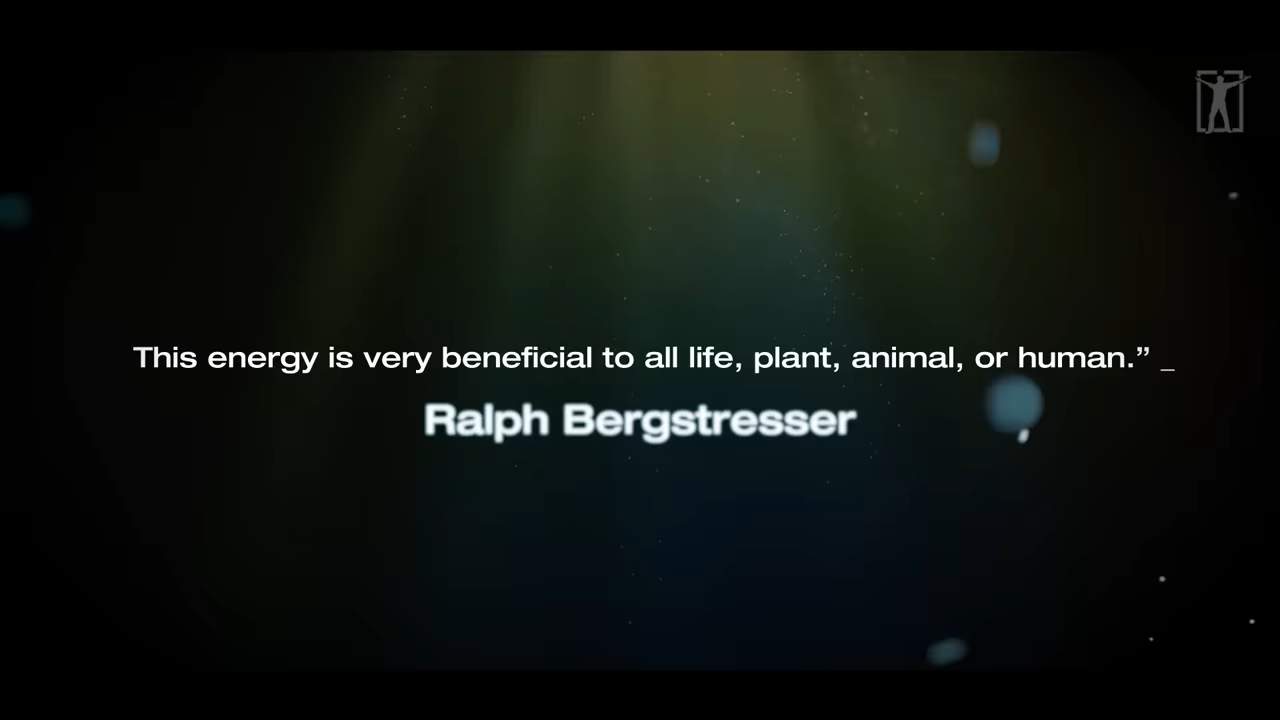 This energy is very beneficial to all life, plant, animal, or human.” _
Ralph Bergstresser